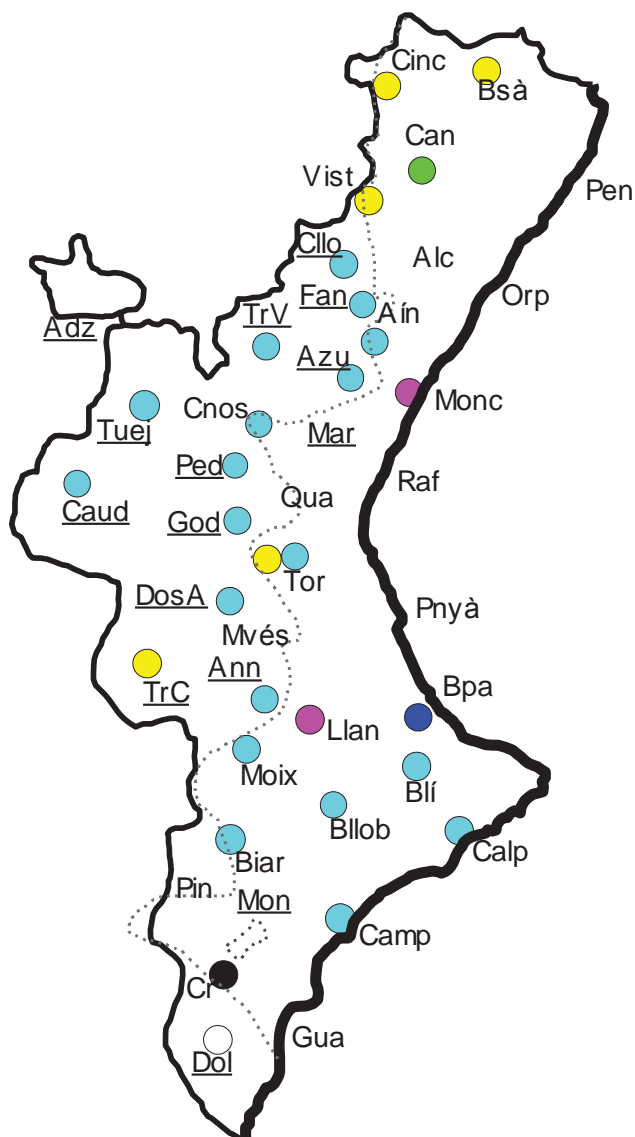 Cinc
Bsà
Can
Vist
Pen
Cllo
Alc
Fan
Orp
Adz
TrV
Aín
Azu
Cnos
Monc
Tuej
Mar
Ped
Qua
Raf
Caud
God
Tor
DosA
Pnyà
Mvés
Ann
TrC
Bpa
Llan
Moix
Blí
Bllob
Calp
Biar
Pin
Mon
Camp
Cr
Gua
Dol